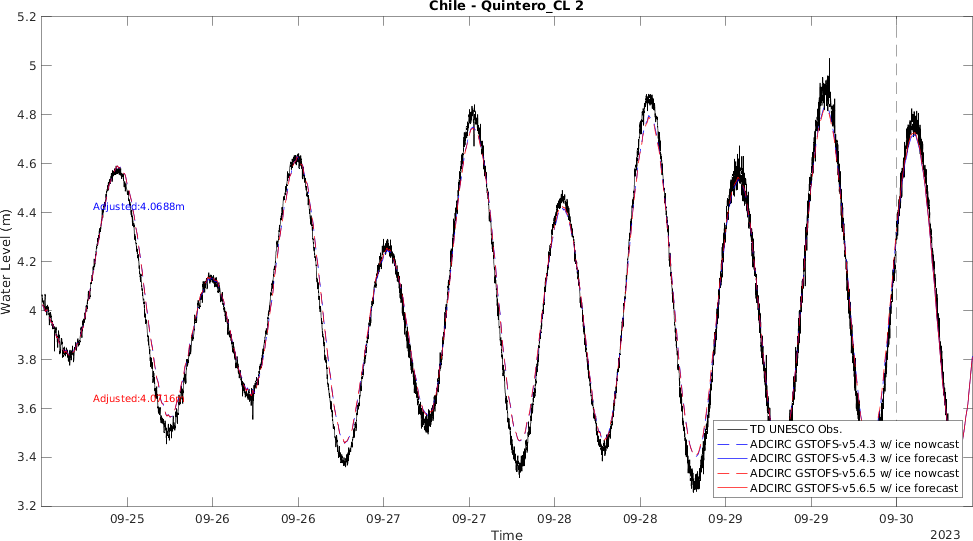 Chile - Quintero_CL 2
5.2
5
4.8
4.6
4.4
4.2
4
3.8
3.6
3.4
3.2
Water Level (m)
Adjusted:4.0688m
Adjusted:4.0716m
TD UNESCO Obs.
ADCIRC GSTOFS-v5.4.3 w/ ice nowcast
ADCIRC GSTOFS-v5.4.3 w/ ice forecast
ADCIRC GSTOFS-v5.6.5 w/ ice nowcast
ADCIRC GSTOFS-v5.6.5 w/ ice forecast
09-25 09-26 09-26 09-27 09-27 09-28 09-28 09-29 09-29 09-30
Time
2023